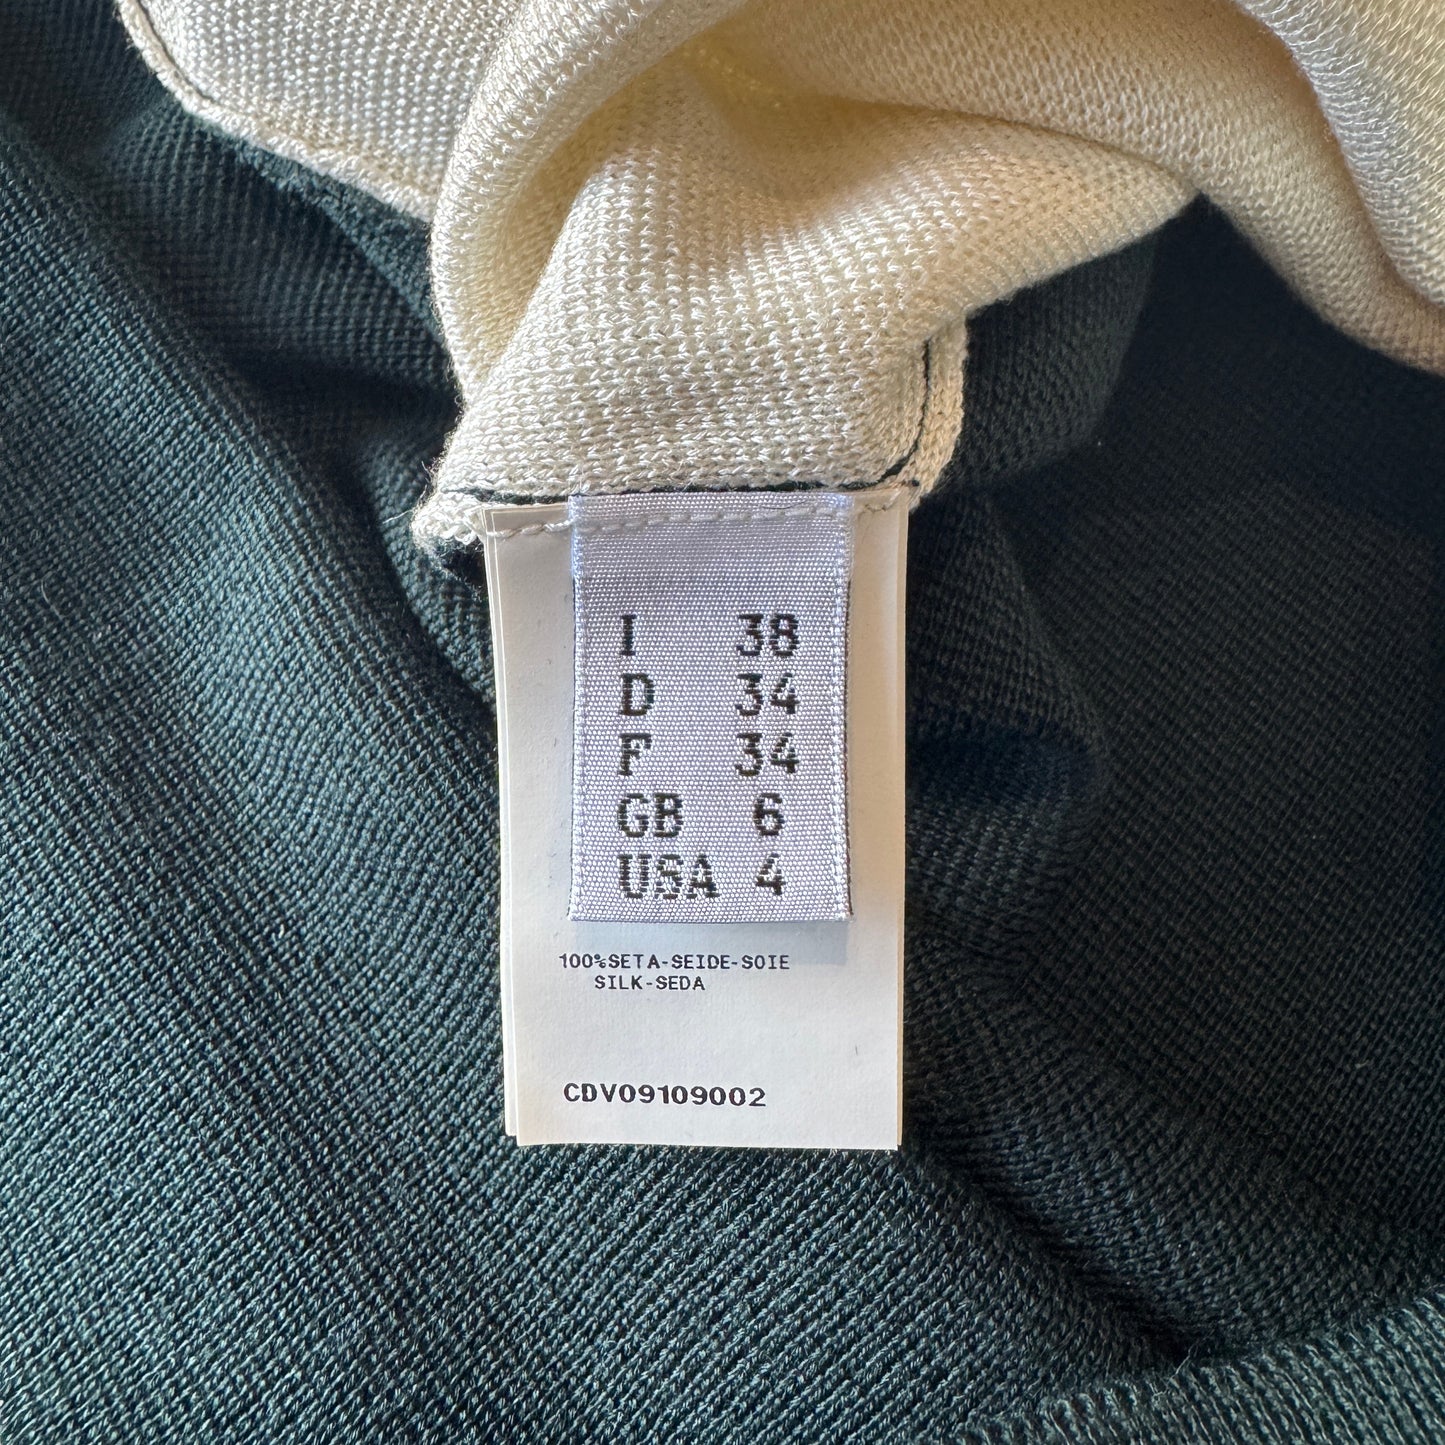 I 38
D 34
F 34
GB 6
USA 4
100%SETA-SEIDE-SOIE
SILK-SEDA
CDV09109002